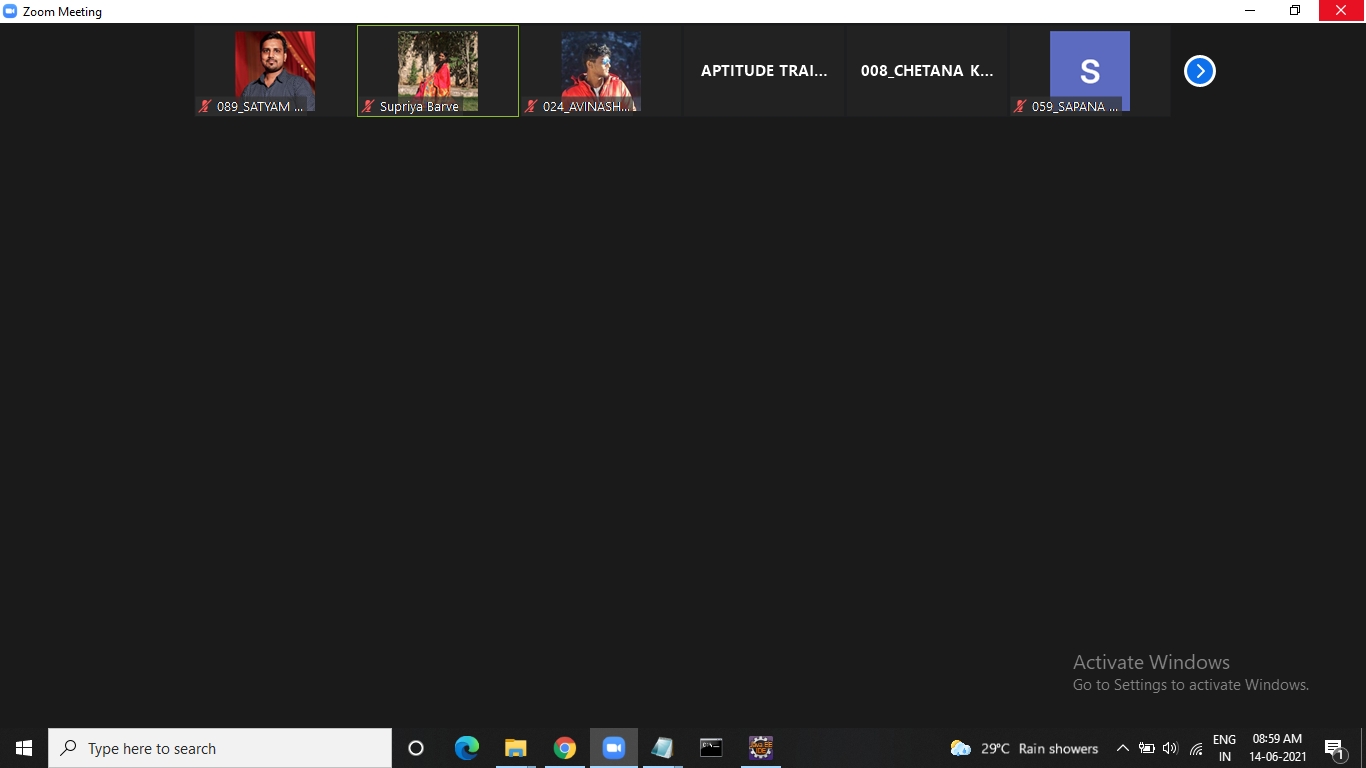 Zoom Meeting
089_SATYAM ...
Supriya Barve
024_AVINASH...
APTITUDE TRAI...
008_CHETANA K...
S
059_SAPANA ...
Activate Windows
Go to Settings to activate Windows.
Type here to search
29°C Rain showers
ENG
IN
08:59 AM
14-06-2021
1